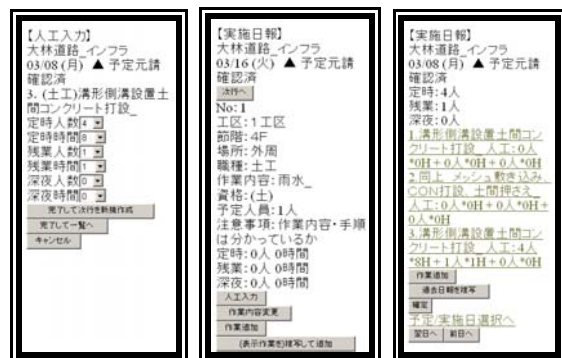 【人工入力】
大林道路_インフラ
03/08 (月) ▲ 予定元請
確認済
3. (土工)溝形側溝設置土
間コンクリート打設_
定時人数 4
定時時間 8
残業人数 1
残業時間 1
深夜人数 0
深夜時間 0
完了して次行を新規作成
完了して一覧へ
キャンセル
【実施日報】
大林道路_インフラ
03/16 (火) ▲ 予定元請
確認済
次行へ
No: 1
工区: 1工区
節階: 4F
場所: 外周
職種: 土工
作業内容: 雨水_
資格: (土)
予定人員: 1人
注意事項: 作業内容・手順
は分かっているか
定時: 0人 0時間
残業: 0人 0時間
深夜: 0人 0時間
人工入力
作業内容変更
作業追加
(表示作業を)複写して追加
【実施日報】
大林道路_インフラ
03/08 (月) ▲ 予定元請
確認済
定時: 4人
残業: 1人
深夜: 0人
1.溝形側溝設置土間コン
クリート打設_ 人工: 0人
*0H + 0人*0H + 0人*0H
2.同上_メッシュ敷き込み、
CON打設、土間押さえ_
人工: 0人*0H + 0人*0H +
0人*0H
3.溝形側溝設置土間コン
クリート打設_ 人工: 4人
*8H + 1人*1H + 0人*0H
作業追加
過去日報を複写
確定
予定/実施日選択へ
翌日へ 前日へ